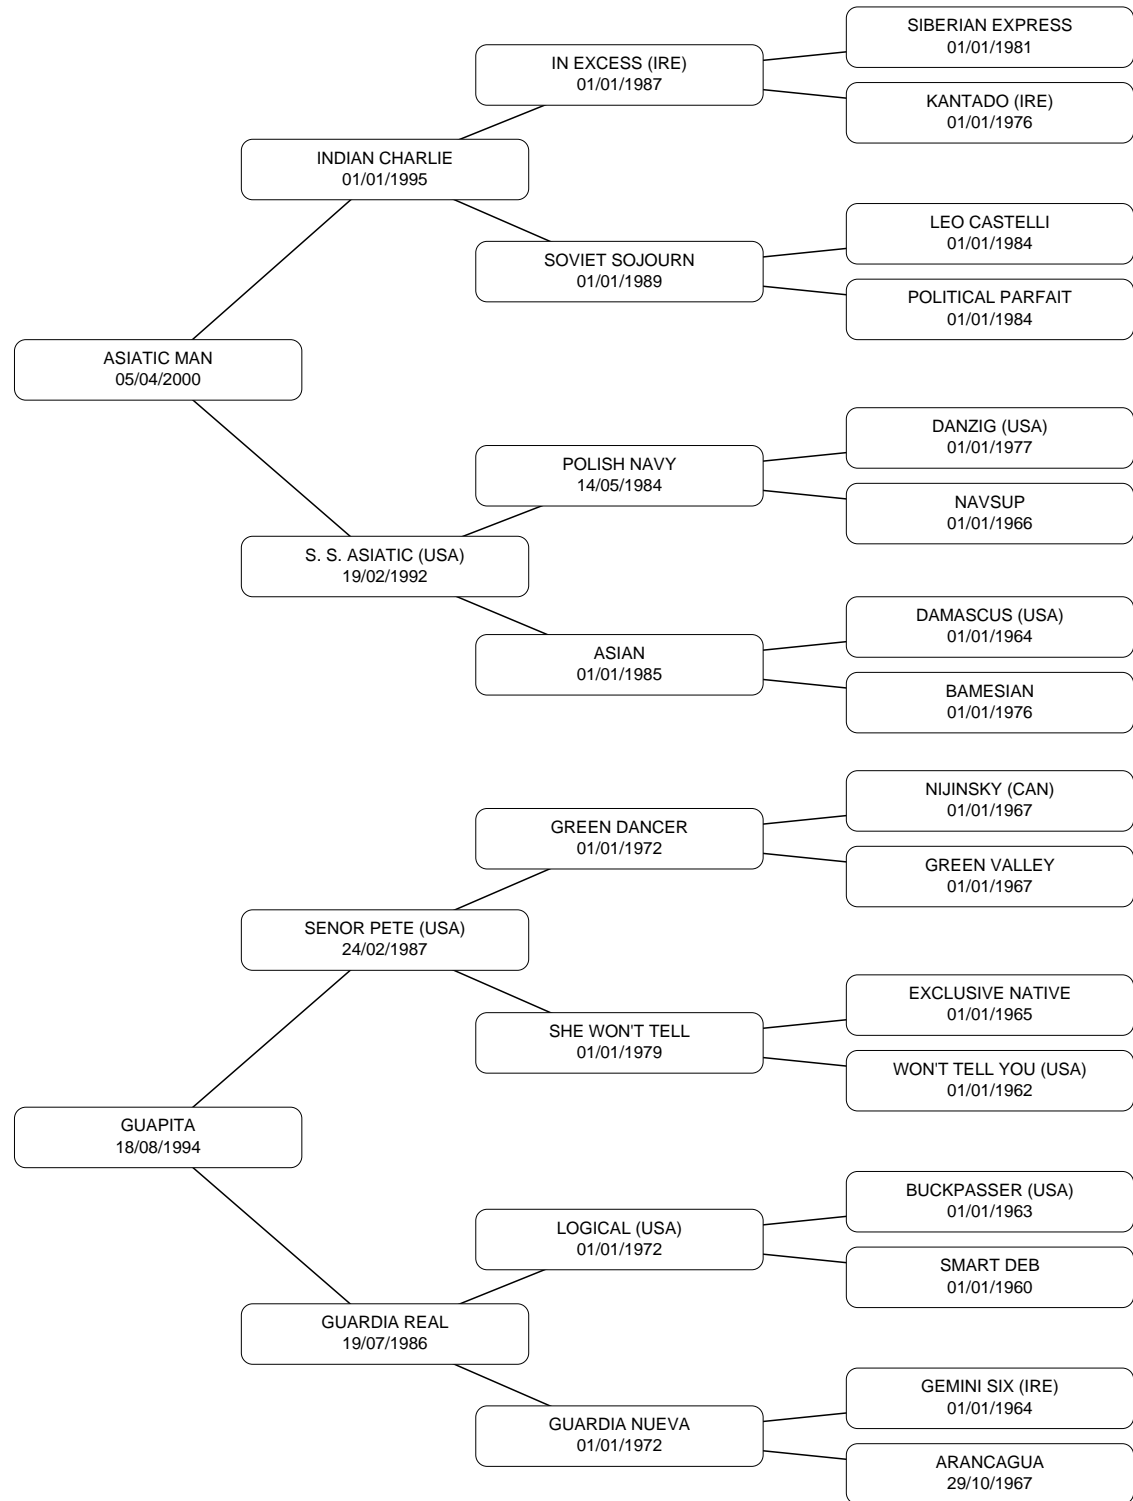 SIBERIAN EXPRESS
01/01/1981
IN EXCESS (IRE)
01/01/1987
KANTADO (IRE)
01/01/1976
INDIAN CHARLIE
01/01/1995
LEO CASTELLI
01/01/1984
SOVIET SOJOURN
01/01/1989
POLITICAL PARFAIT
01/01/1984
ASIATIC MAN
05/04/2000
DANZIG (USA)
01/01/1977
POLISH NAVY
14/05/1984
NAVSUP
01/01/1966
S. S. ASIATIC (USA)
19/02/1992
DAMASCUS (USA)
01/01/1964
ASIAN
01/01/1985
BAMESIAN
01/01/1976
NIJINSKY (CAN)
01/01/1967
GREEN DANCER
01/01/1972
GREEN VALLEY
01/01/1967
SENOR PETE (USA)
24/02/1987
EXCLUSIVE NATIVE
01/01/1965
SHE WON'T TELL
01/01/1979
WON'T TELL YOU (USA)
01/01/1962
GUAPITA
18/08/1994
BUCKPASSER (USA)
01/01/1963
LOGICAL (USA)
01/01/1972
SMART DEB
01/01/1960
GUARDIA REAL
19/07/1986
GEMINI SIX (IRE)
01/01/1964
GUARDIA NUEVA
01/01/1972
ARANCAGUA
29/10/1967